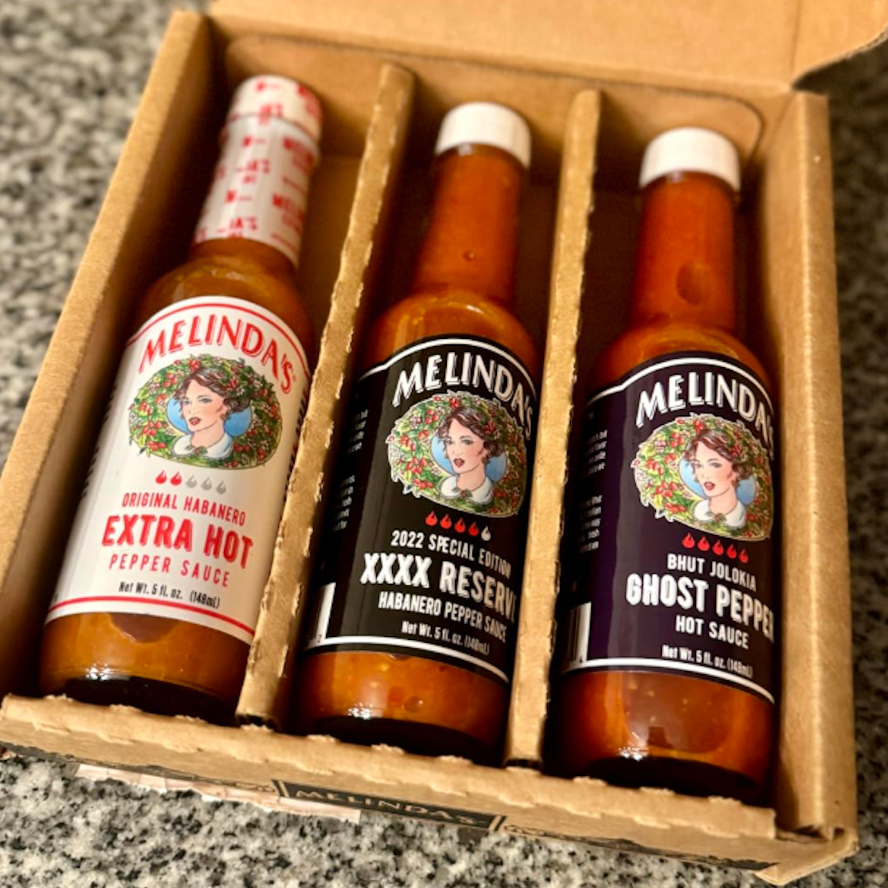 MELINDA'S
ORIGINAL HABANERO
EXTRA HOT
PEPPER SAUCE
Net Wt. 5 fl. oz. (148mL)
MELINDA'S
2022 SPECIAL EDITION
XXXX RESERVE
HABANERO PEPPER SAUCE
Net Wt. 5 fl. oz. (148mL)
MELINDA'S
BHUT JOLOKIA
GHOST PEPPER
HOT SAUCE
Net Wt. 5 fl. oz. (148mL)
MELINDA'S